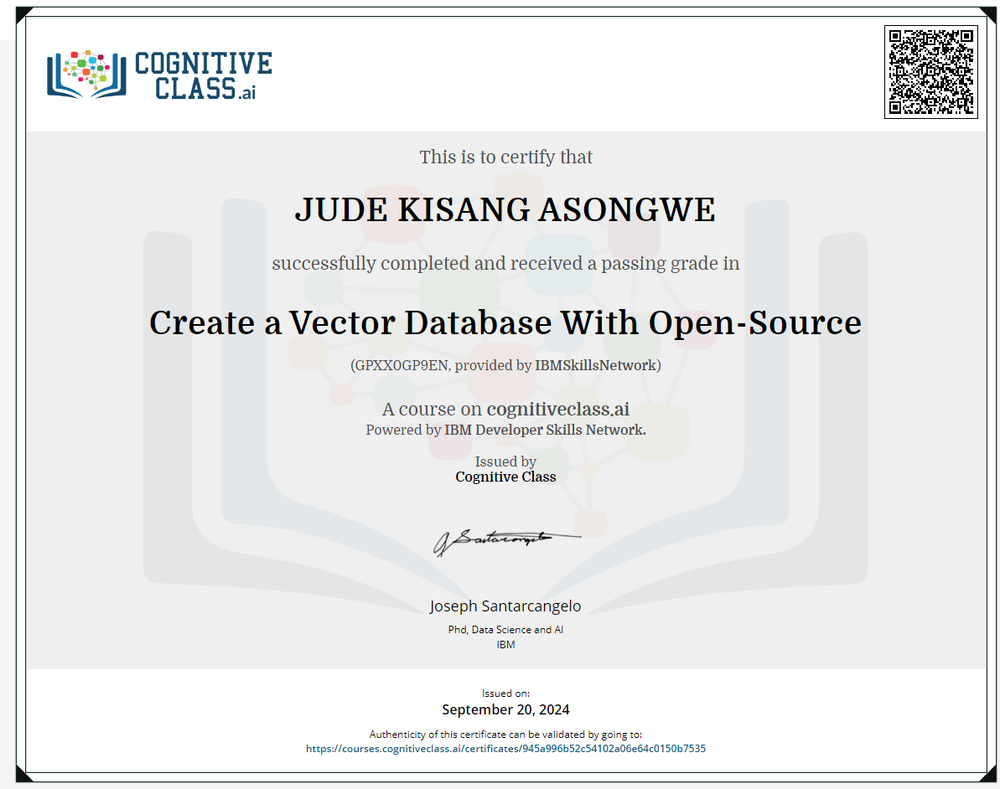 COGNITIVE
CLASS.ai
This is to certify that
JUDE KISANG ASONGWE
successfully completed and received a passing grade in
Create a Vector Database With Open-Source
(GPXX0GP9EN, provided by IBMSkillsNetwork)
A course on cognitiveclass.ai
Powered by IBM Developer Skills Network.
Issued by
Cognitive Class
J Santarcangelo
Joseph Santarcangelo
Phd, Data Science and AI
IBM
Issued on:
September 20, 2024
Authenticity of this certificate can be validated by going to:
https://courses.cognitiveclass.ai/certificates/945a996b52c54102a06e64c0150b7535